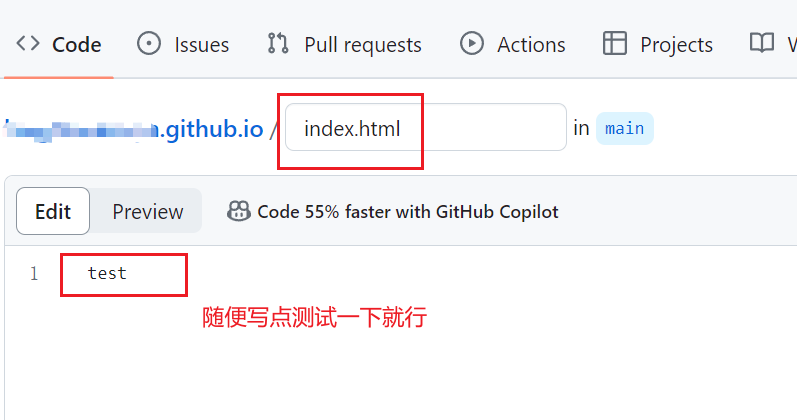 Code Issues Pull requests Actions Projects
.github.io / index.html in main
Edit Preview Code 55% faster with GitHub Copilot
1 test
随便写点测试一下就行